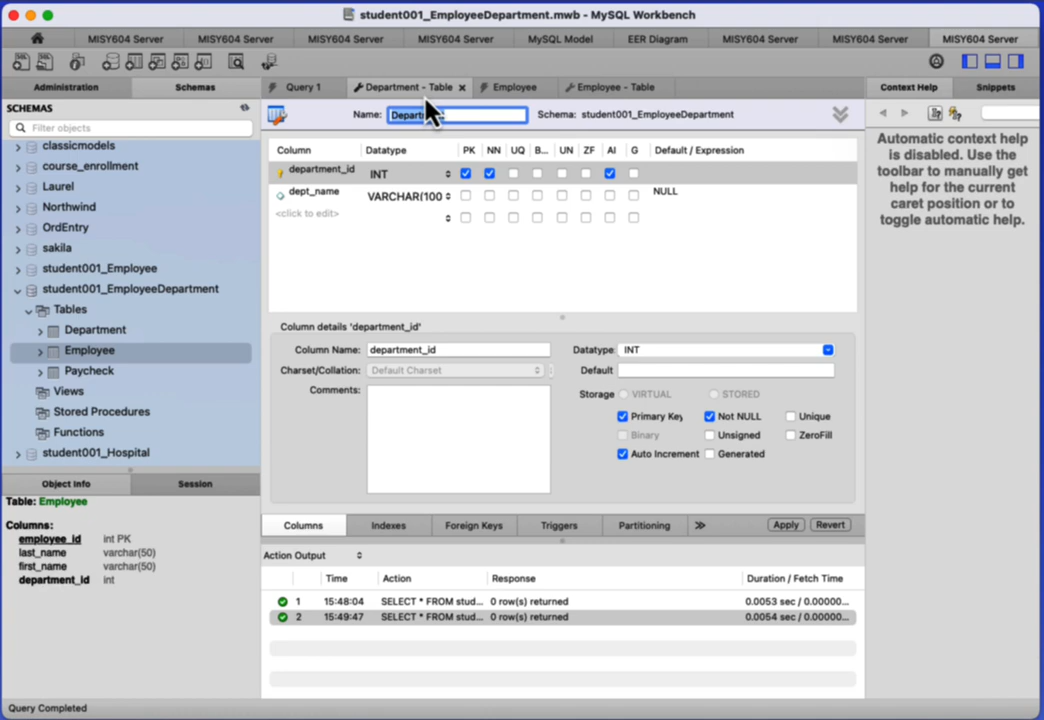 student001_EmployeeDepartment.mwb - MySQL Workbench
MISY604 Server MISY604 Server MISY604 Server MISY604 Server MySQL Model EER Diagram MISY604 Server MISY604 Server MISY604 Server
Administration Schemas
Query 1 Department - Table Employee Employee - Table
Context Help Snippets
SCHEMAS
Filter objects
classicmodels
course_enrollment
Laurel
Northwind
OrdEntry
sakila
student001_Employee
student001_EmployeeDepartment
Tables
Department
Employee
Paycheck
Views
Stored Procedures
Functions
student001_Hospital
Object Info Session
Table: Employee
Columns:
employee_id int PK
last_name varchar(50)
first_name varchar(50)
department_id int
Name: Schema: student001_EmployeeDepartment
Column Datatype PK NN UQ B... UN ZF AI G Default / Expression
department_id INT
dept_name VARCHAR(100 NULL
<click to edit>
Column details 'department_id'
Column Name: department_id Datatype: INT
Charset/Collation: Default Charset Default
Comments: Storage VIRTUAL STORED
Primary Key Not NULL Unique
Binary Unsigned ZeroFill
Auto Increment Generated
Columns Indexes Foreign Keys Triggers Partitioning >> Apply Revert
Action Output
Time Action Response Duration / Fetch Time
1 15:48:04 SELECT * FROM stud... 0 row(s) returned 0.0053 sec / 0.00000...
2 15:49:47 SELECT * FROM stud... 0 row(s) returned 0.0054 sec / 0.00000...
Automatic context help
is disabled. Use the
toolbar to manually get
help for the current
caret position or to
toggle automatic help.
Query Completed